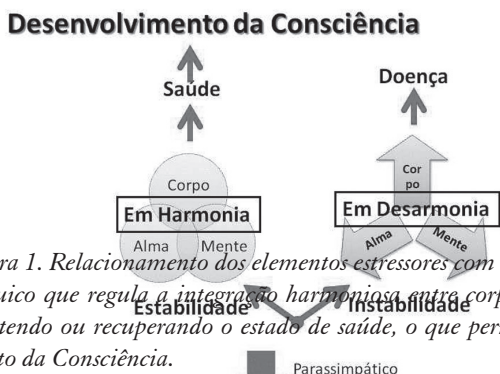 Desenvolvimento da Consciência
Saúde
Doença
Corpo
Cor
po
Em Harmonia
Em Desarmonia
Alma
Mente
Alma
Mente
ra 1. Relacionamento dos elementos estressores com
uico que regula a integração harmoniosa entre corp
Estabilidade
Instabilidade
tendo ou recuperando o estado de saúde, o que per
to da Consciência.
Parassimpático